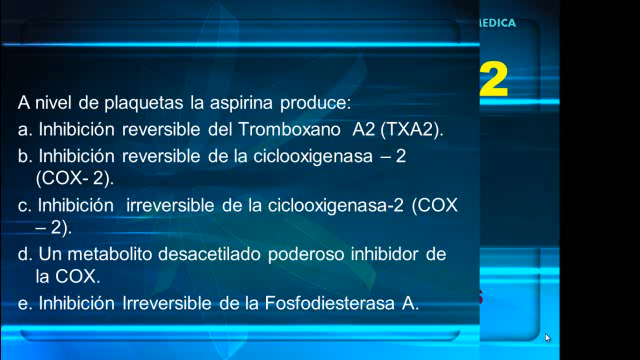 MEDICA
2
A nivel de plaquetas la aspirina produce:
a. Inhibición reversible del Tromboxano A2 (TXA2).
b. Inhibición reversible de la ciclooxigenasa – 2
(COX- 2).
c. Inhibición irreversible de la ciclooxigenasa-2 (COX
– 2).
d. Un metabolito desacetilado poderoso inhibidor de
la COX.
e. Inhibición Irreversible de la Fosfodiesterasa A.